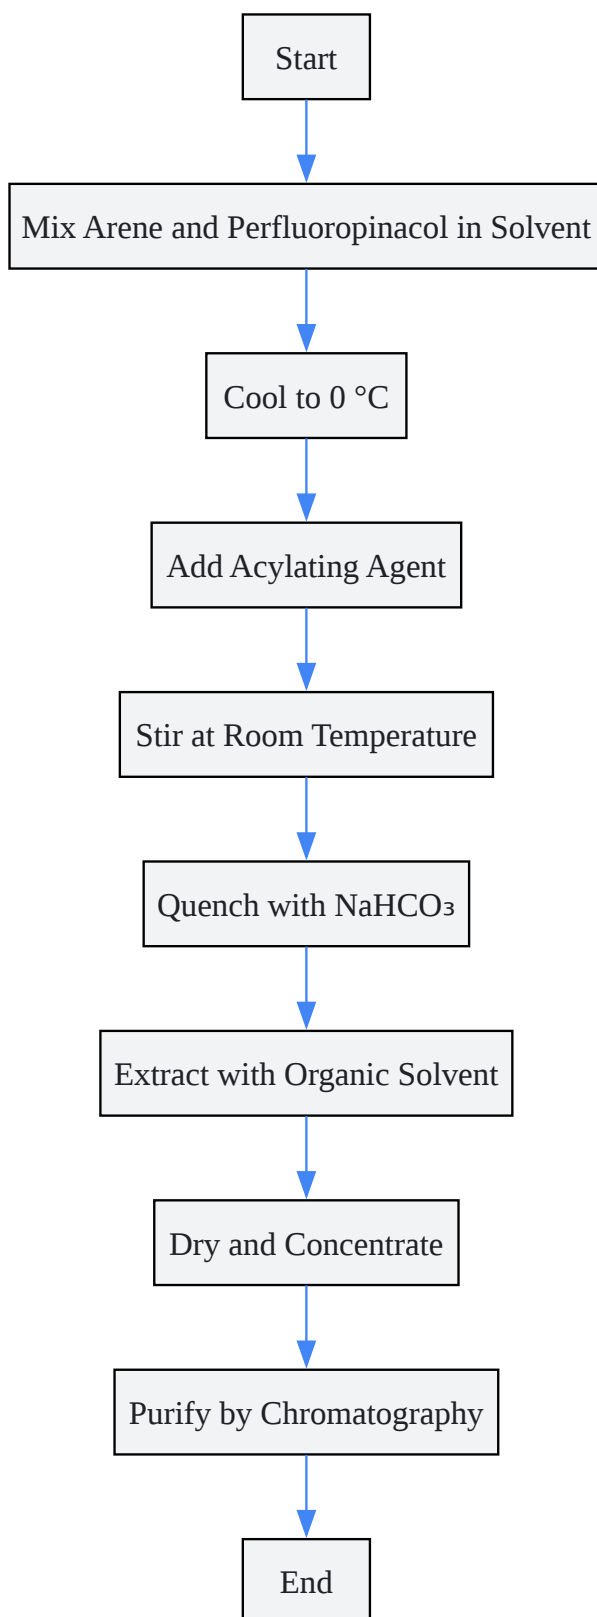 Start
Mix Arene and Perfluoropinacol in Solvent
Cool to 0 °C
Add Acylating Agent
Stir at Room Temperature
Quench with NaHCO₃
Extract with Organic Solvent
Dry and Concentrate
Purify by Chromatography
End